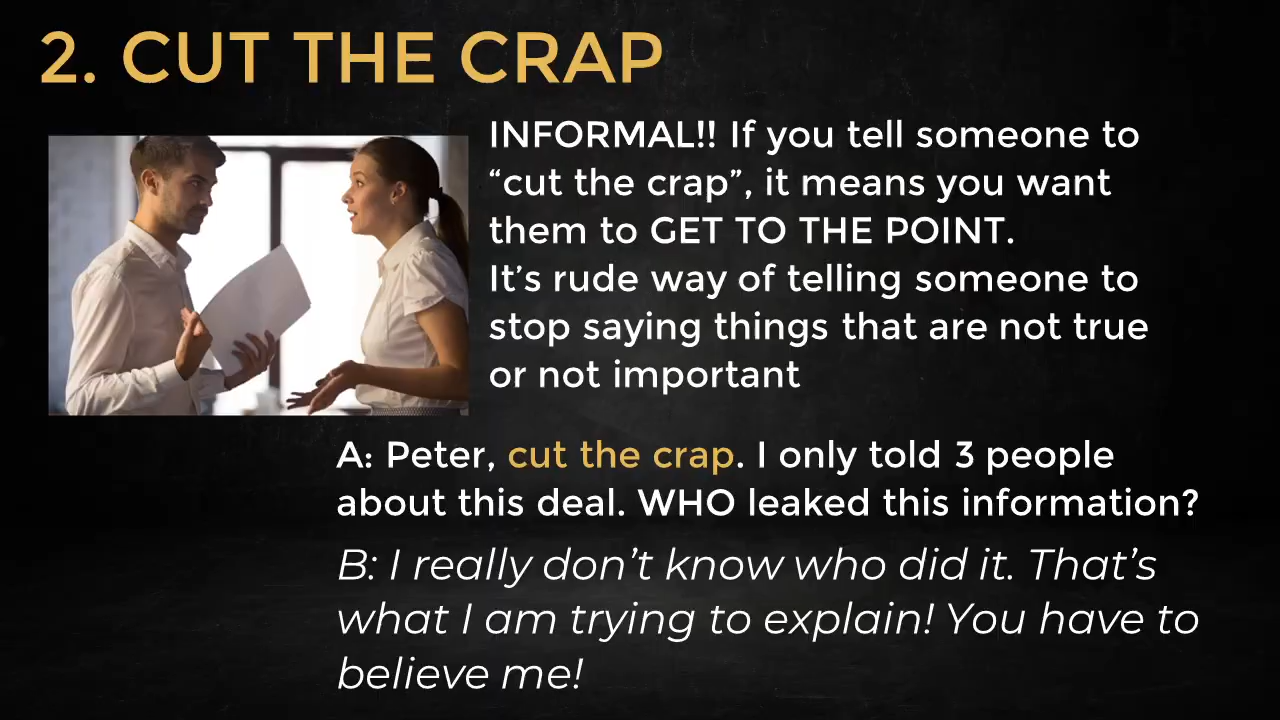 2. CUT THE CRAP
INFORMAL!! If you tell someone to
“cut the crap”, it means you want
them to GET TO THE POINT.
It’s rude way of telling someone to
stop saying things that are not true
or not important
A: Peter, cut the crap. I only told 3 people
about this deal. WHO leaked this information?
B: I really don’t know who did it. That’s
what I am trying to explain! You have to
believe me!